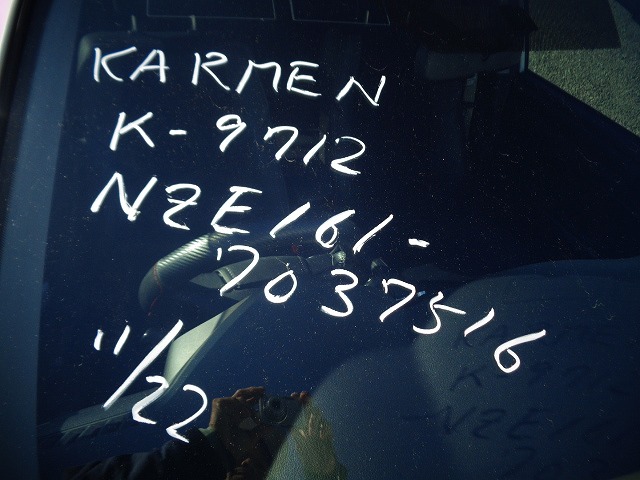 KARMEN
K-9712
NZE161-
7037516
11/22